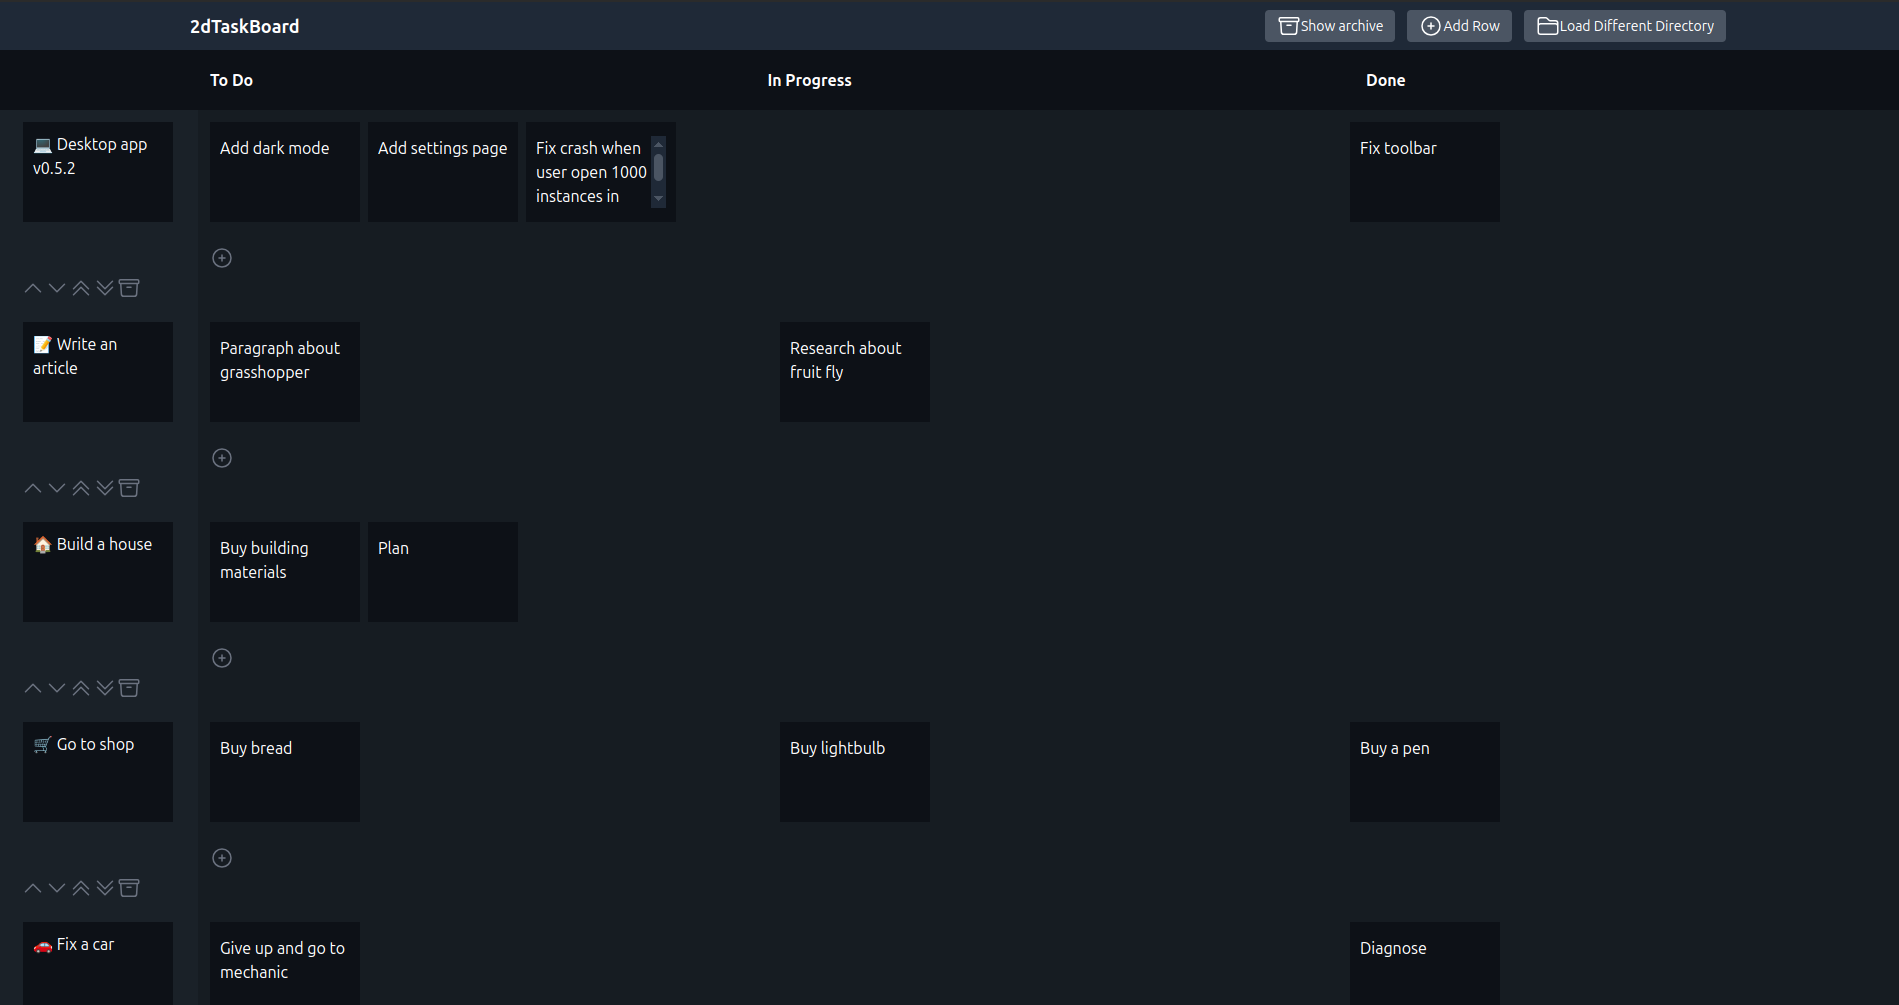 2dTaskBoard
Show archive
Add Row
Load Different Directory
To Do
In Progress
Done
💻 Desktop app
v0.5.2
Add dark mode
Add settings page
Fix crash when
user open 1000
instances in
Fix toolbar
📝 Write an
article
Paragraph about
grasshopper
Research about
fruit fly
🏠 Build a house
Buy building
materials
Plan
🛒 Go to shop
Buy bread
Buy lightbulb
Buy a pen
🚗 Fix a car
Give up and go to
mechanic
Diagnose